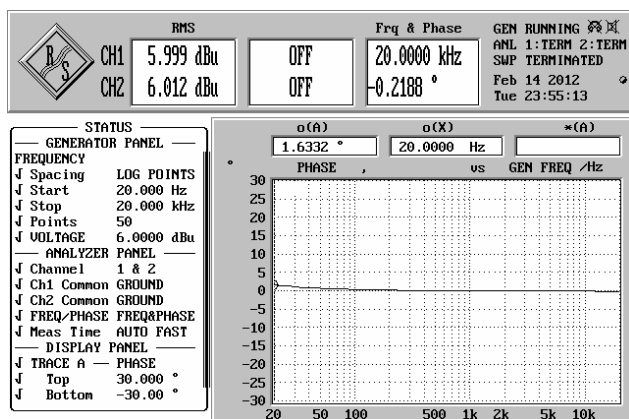 RMS
Frq & Phase
GEN RUNNING
R S
CH1 5.999 dBu OFF 20.0000 kHz
ANL 1:TERM 2:TERM
SWP TERMINATED
CH2 6.012 dBu OFF -0.2188 °
Feb 14 2012
Tue 23:55:13
STATUS
GENERATOR PANEL
FREQUENCY
Spacing LOG POINTS
Start 20.000 Hz
Stop 20.000 kHz
Points 50
VOLTAGE 6.0000 dBu
ANALYZER PANEL
Channel 1 & 2
Ch1 Common GROUND
Ch2 Common GROUND
FREQ/PHASE FREQ&PHASE
Meas Time AUTO FAST
DISPLAY PANEL
TRACE A — PHASE
Top 30.000 °
Bottom -30.00 °
o(A) o(X) *(A)
1.6332 ° 20.0000 Hz
° PHASE , vs GEN FREQ /Hz
30
25
20
15
10
5
0
-5
-10
-15
-20
-25
-30
20 50 100 500 1k 2k 5k 10k